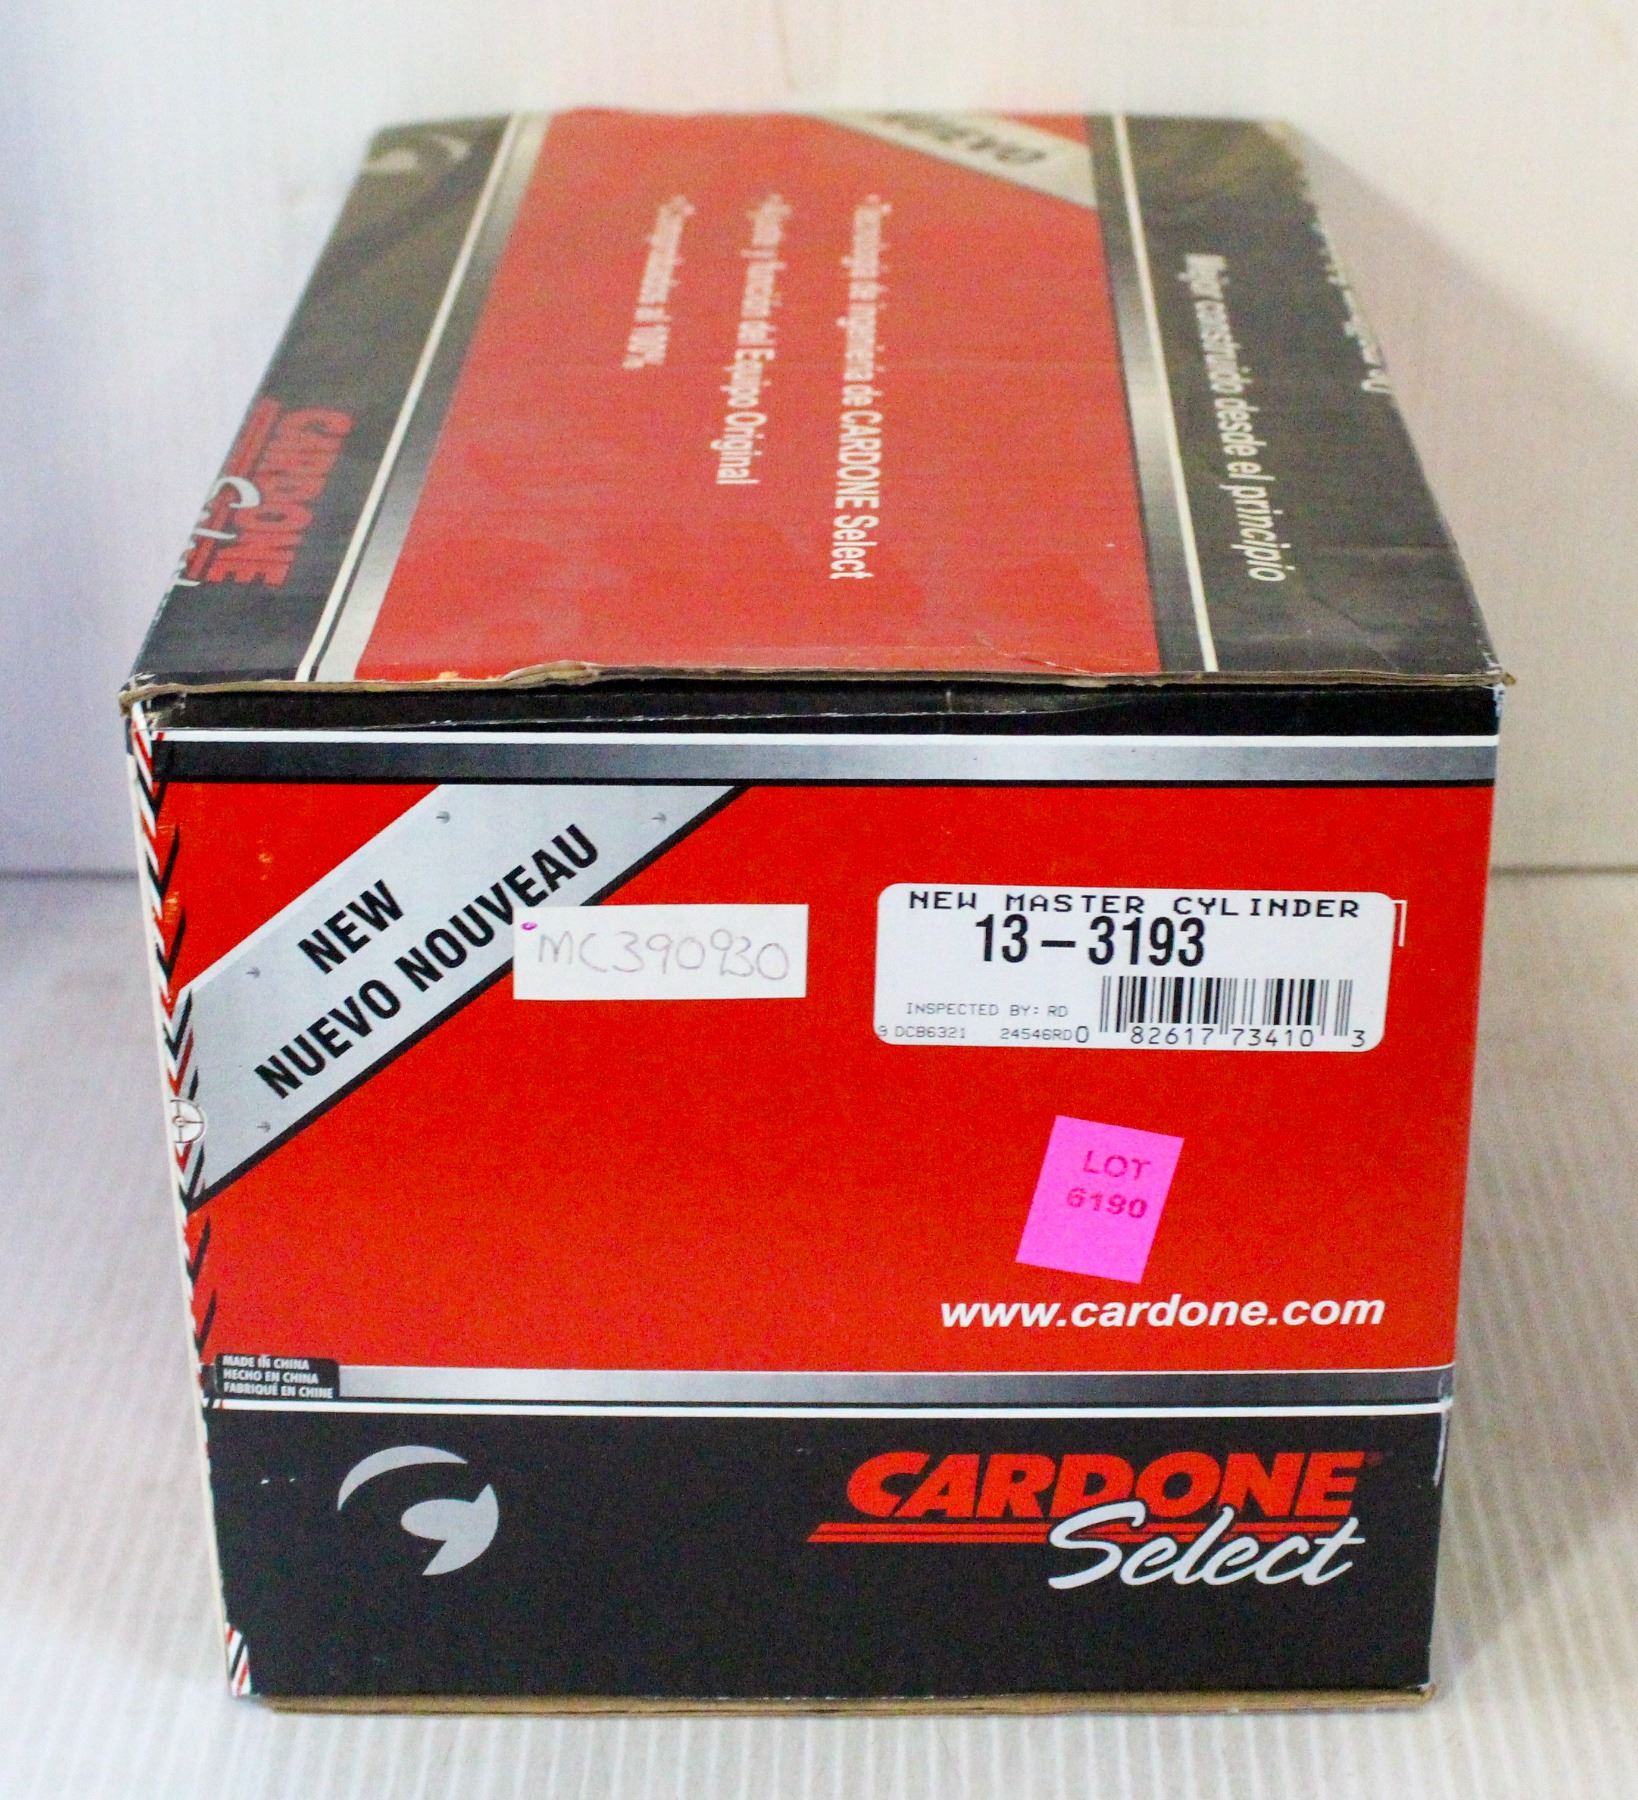 NUEVO
•Tecnología de ingeniería de CARDONE Select
•Ajuste y función del Equipo Original
•Comprobados al 100%
Mejor construido desde el principio
CARDONE
Select
NEW
NUEVO NOUVEAU
MC390930
NEW MASTER CYLINDER
13-3193
INSPECTED BY: RD
9 DCB6321 24546RD
0 82617 73410 3
LOT
6190
www.cardone.com
MADE IN CHINA
HECHO EN CHINA
FABRIQUÉ EN CHINE
CARDONE®
Select